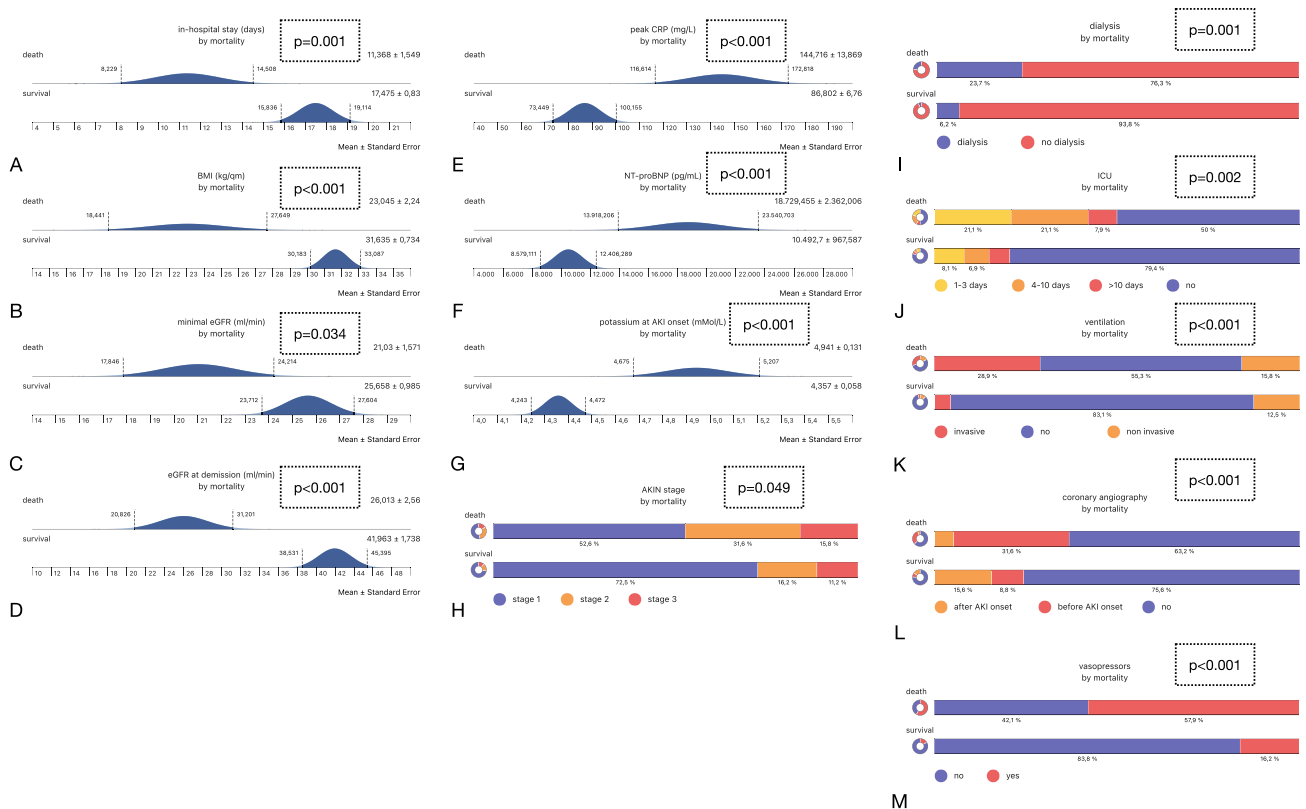 in-hospital stay (days)
by mortality
p=0.001
death
11,368 ± 1,549
8,229
14,508
survival
17,475 ± 0,83
15,836
19,114
4 5 6 7 8 9 10 11 12 13 14 15 16 17 18 19 20 21
Mean ± Standard Error
A
BMI (kg/qm)
by mortality
p<0.001
death
23,045 ± 2,24
18,441
27,649
survival
31,635 ± 0,734
30,183
33,087
14 15 16 17 18 19 20 21 22 23 24 25 26 27 28 29 30 31 32 33 34 35
Mean ± Standard Error
B
minimal eGFR (ml/min)
by mortality
p=0.034
death
21,03 ± 1,571
17,846
24,214
survival
25,658 ± 0,985
23,712
27,604
14 15 16 17 18 19 20 21 22 23 24 25 26 27 28 29
Mean ± Standard Error
C
eGFR at demission (ml/min)
by mortality
p<0.001
death
26,013 ± 2,56
20,826
31,201
survival
41,963 ± 1,738
38,531
45,395
10 12 14 16 18 20 22 24 26 28 30 32 34 36 38 40 42 44 46 48
Mean ± Standard Error
D
peak CRP (mg/L)
by mortality
p<0.001
death
144,716 ± 13,869
116,614
172,818
survival
86,802 ± 6,76
73,449
100,155
40 50 60 70 80 90 100 110 120 130 140 150 160 170 180 190
Mean ± Standard Error
E
NT-proBNP (pg/mL)
by mortality
p<0.001
death
18.729,455 ± 2.362,006
13.918,206
23.540,703
survival
10.492,7 ± 967,587
8.579,111
12.406,289
4.000 6.000 8.000 10.000 12.000 14.000 16.000 18.000 20.000 22.000 24.000 26.000 28.000
Mean ± Standard Error
F
potassium at AKI onset (mMol/L)
by mortality
p<0.001
death
4,941 ± 0,131
4,675
5,207
survival
4,357 ± 0,058
4,243
4,472
4,0 4,1 4,2 4,3 4,4 4,5 4,6 4,7 4,8 4,9 5,0 5,1 5,2 5,3 5,4 5,5
Mean ± Standard Error
G
AKIN stage
by mortality
p=0.049
death
52,6 %
31,6 %
15,8 %
survival
72,5 %
16,2 %
11,2 %
stage 1 stage 2 stage 3
H
dialysis
by mortality
p=0.001
death
23,7 %
76,3 %
survival
6,2 %
93,8 %
dialysis no dialysis
I
ICU
by mortality
p=0.002
death
21,1 %
21,1 %
7,9 %
50 %
survival
8,1 %
6,9 %
79,4 %
1-3 days 4-10 days >10 days no
J
ventilation
by mortality
p<0.001
death
28,9 %
55,3 %
15,8 %
survival
83,1 %
12,5 %
invasive no non invasive
K
coronary angiography
by mortality
p<0.001
death
31,6 %
63,2 %
survival
15,6 %
8,8 %
75,6 %
after AKI onset before AKI onset no
L
vasopressors
by mortality
p<0.001
death
42,1 %
57,9 %
survival
83,8 %
16,2 %
no yes
M